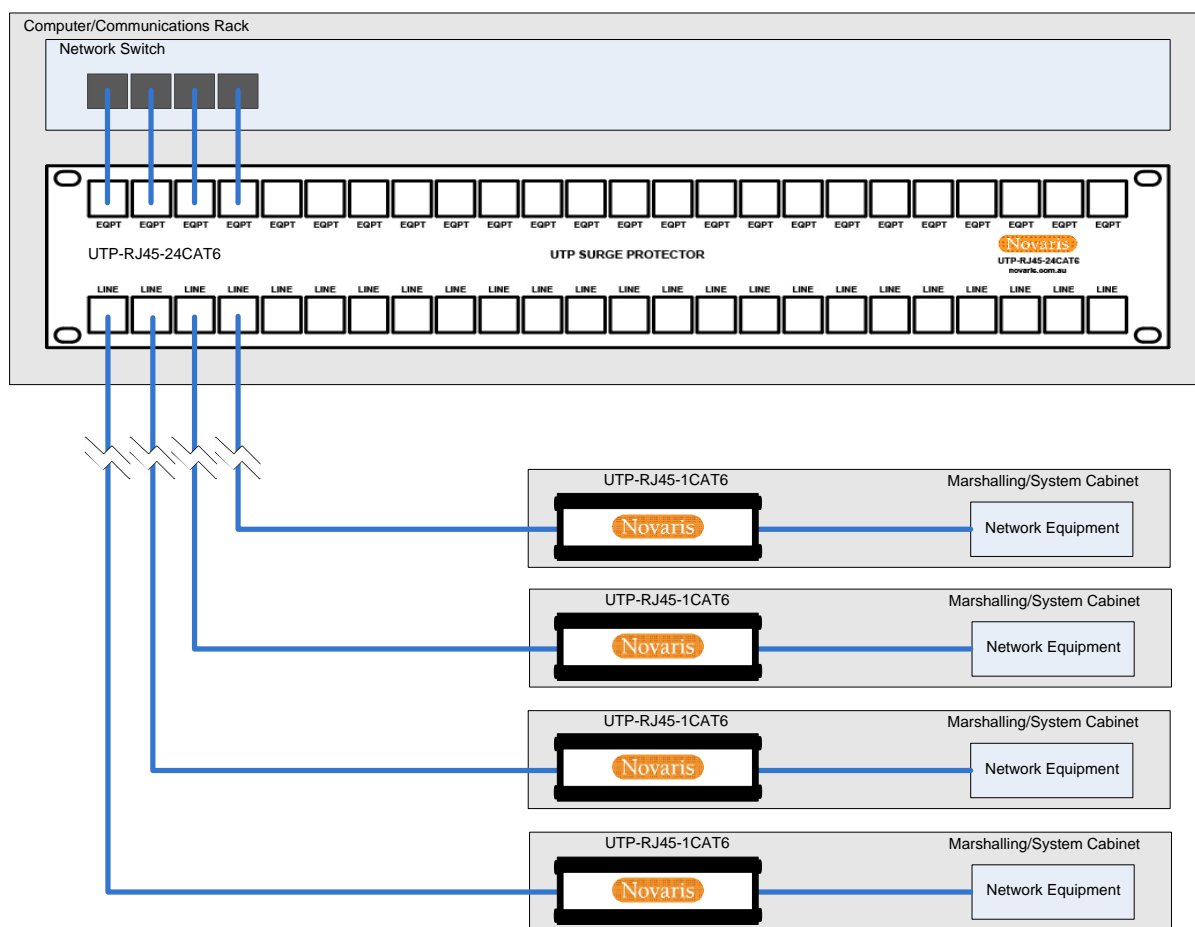 Computer/Communications Rack
Network Switch
EQPT EQPT EQPT EQPT EQPT EQPT EQPT EQPT EQPT EQPT EQPT EQPT EQPT EQPT EQPT EQPT EQPT EQPT EQPT EQPT EQPT EQPT EQPT EQPT
UTP-RJ45-24CAT6
UTP SURGE PROTECTOR
Novaris
UTP-RJ45-24CAT6
novaris.com.au
LINE LINE LINE LINE LINE LINE LINE LINE LINE LINE LINE LINE LINE LINE LINE LINE LINE LINE LINE LINE LINE LINE LINE LINE
UTP-RJ45-1CAT6
Marshalling/System Cabinet
Novaris
Network Equipment
UTP-RJ45-1CAT6
Marshalling/System Cabinet
Novaris
Network Equipment
UTP-RJ45-1CAT6
Marshalling/System Cabinet
Novaris
Network Equipment
UTP-RJ45-1CAT6
Marshalling/System Cabinet
Novaris
Network Equipment